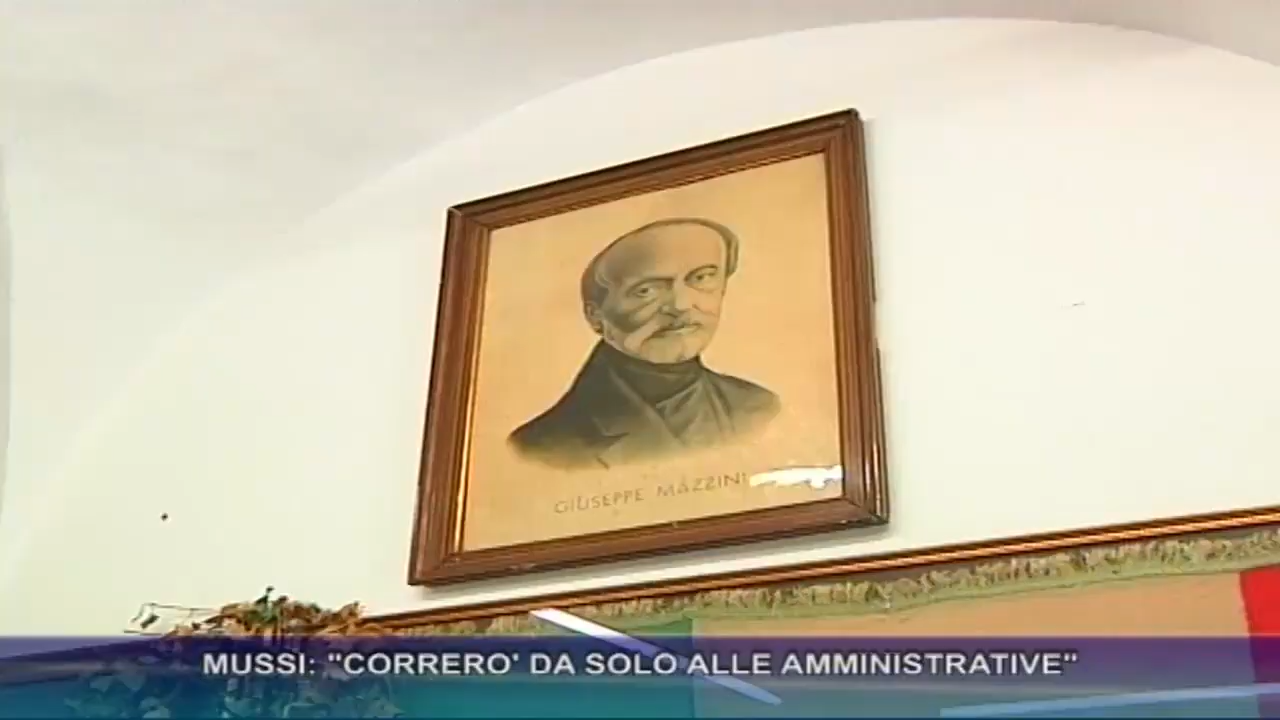 GIUSEPPE MAZZINI
MUSSI: "CORRERO' DA SOLO ALLE AMMINISTRATIVE"